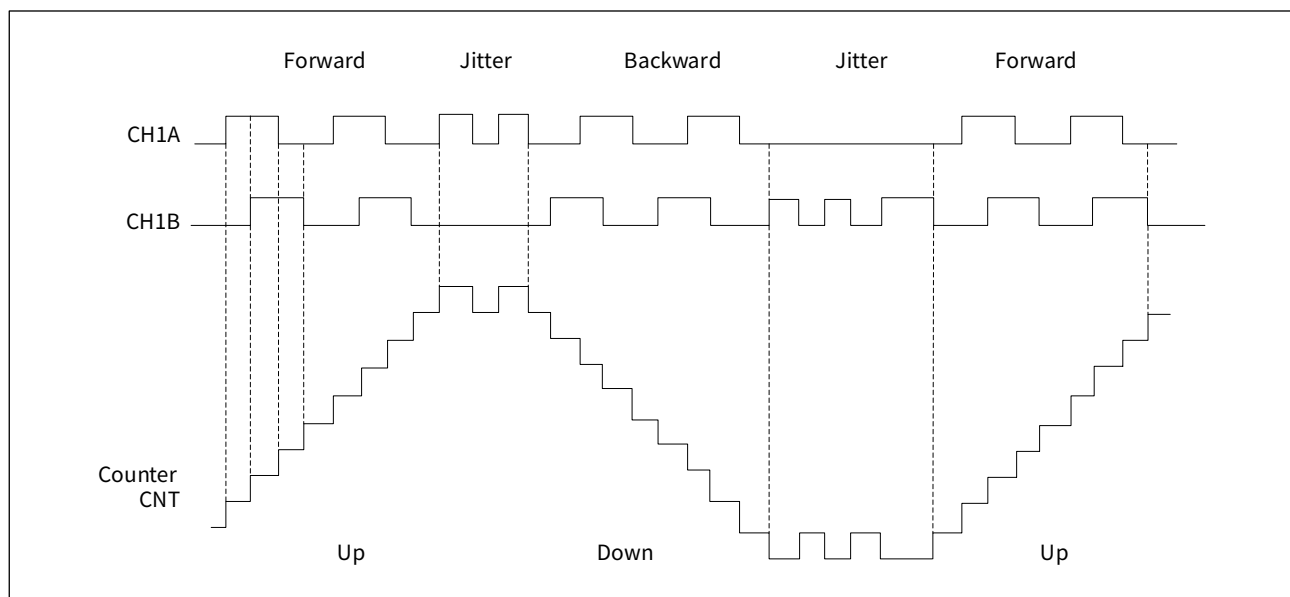 Forward Jitter Backward Jitter Forward
CH1A
CH1B
Counter
CNT
Up Down Up